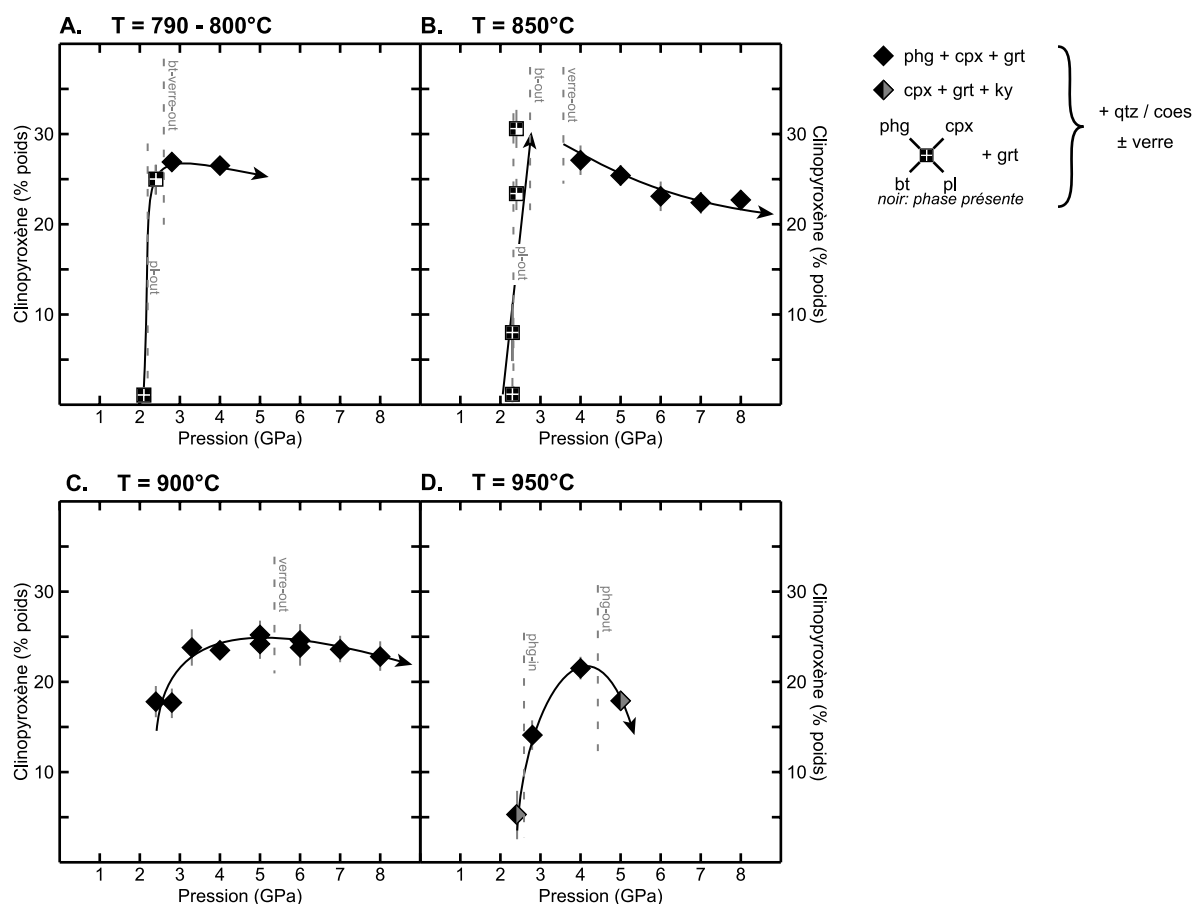 A. T = 790 - 800°C
Clinopyroxène (% poids)
30
20
10
bt-verre-out
pl-out
1 2 3 4 5 6 7 8
Pression (GPa)
B. T = 850°C
bt-out
verre-out
pl-out
30
20
10
Clinopyroxène (% poids)
1 2 3 4 5 6 7 8
Pression (GPa)
phg + cpx + grt
cpx + grt + ky
phg cpx
+ grt
bt pl
noir: phase présente
+ qtz / coes
± verre
C. T = 900°C
Clinopyroxène (% poids)
30
20
10
verre-out
1 2 3 4 5 6 7 8
Pression (GPa)
D. T = 950°C
phg-in
phg-out
30
20
10
Clinopyroxène (% poids)
1 2 3 4 5 6 7 8
Pression (GPa)